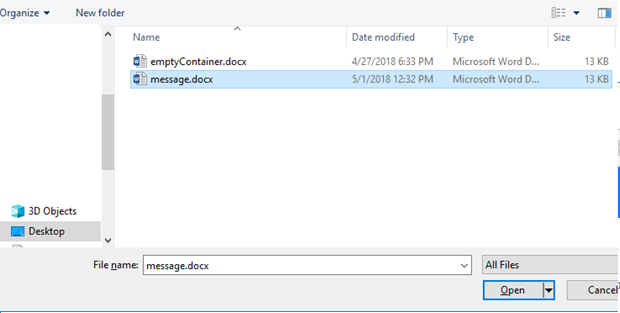 Organize New folder
Name Date modified Type Size
emptyContainer.docx 4/27/2018 6:33 PM Microsoft Word D... 13 KB
message.docx 5/1/2018 12:32 PM Microsoft Word D... 13 KB
3D Objects
Desktop
File name: message.docx All Files
Open Cancel